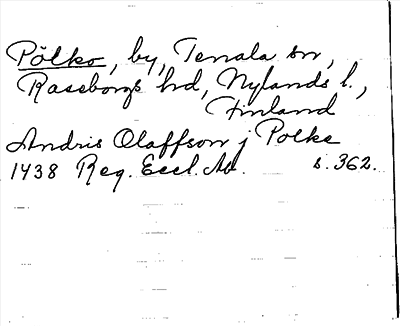 Pölko, by, Tenala sn,
Raseborgs hd, Nylands l.,
Finland
Andris Olaffson j Polke
1438 Reg. Eccl. Ab. s. 362.